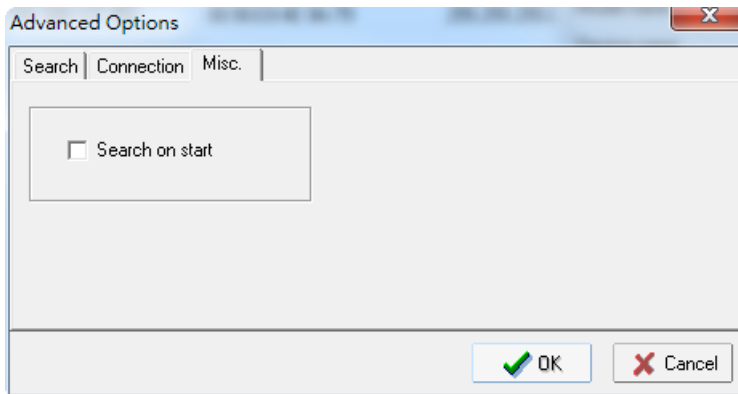 Advanced Options
Search Connection Misc.
Search on start
OK Cancel